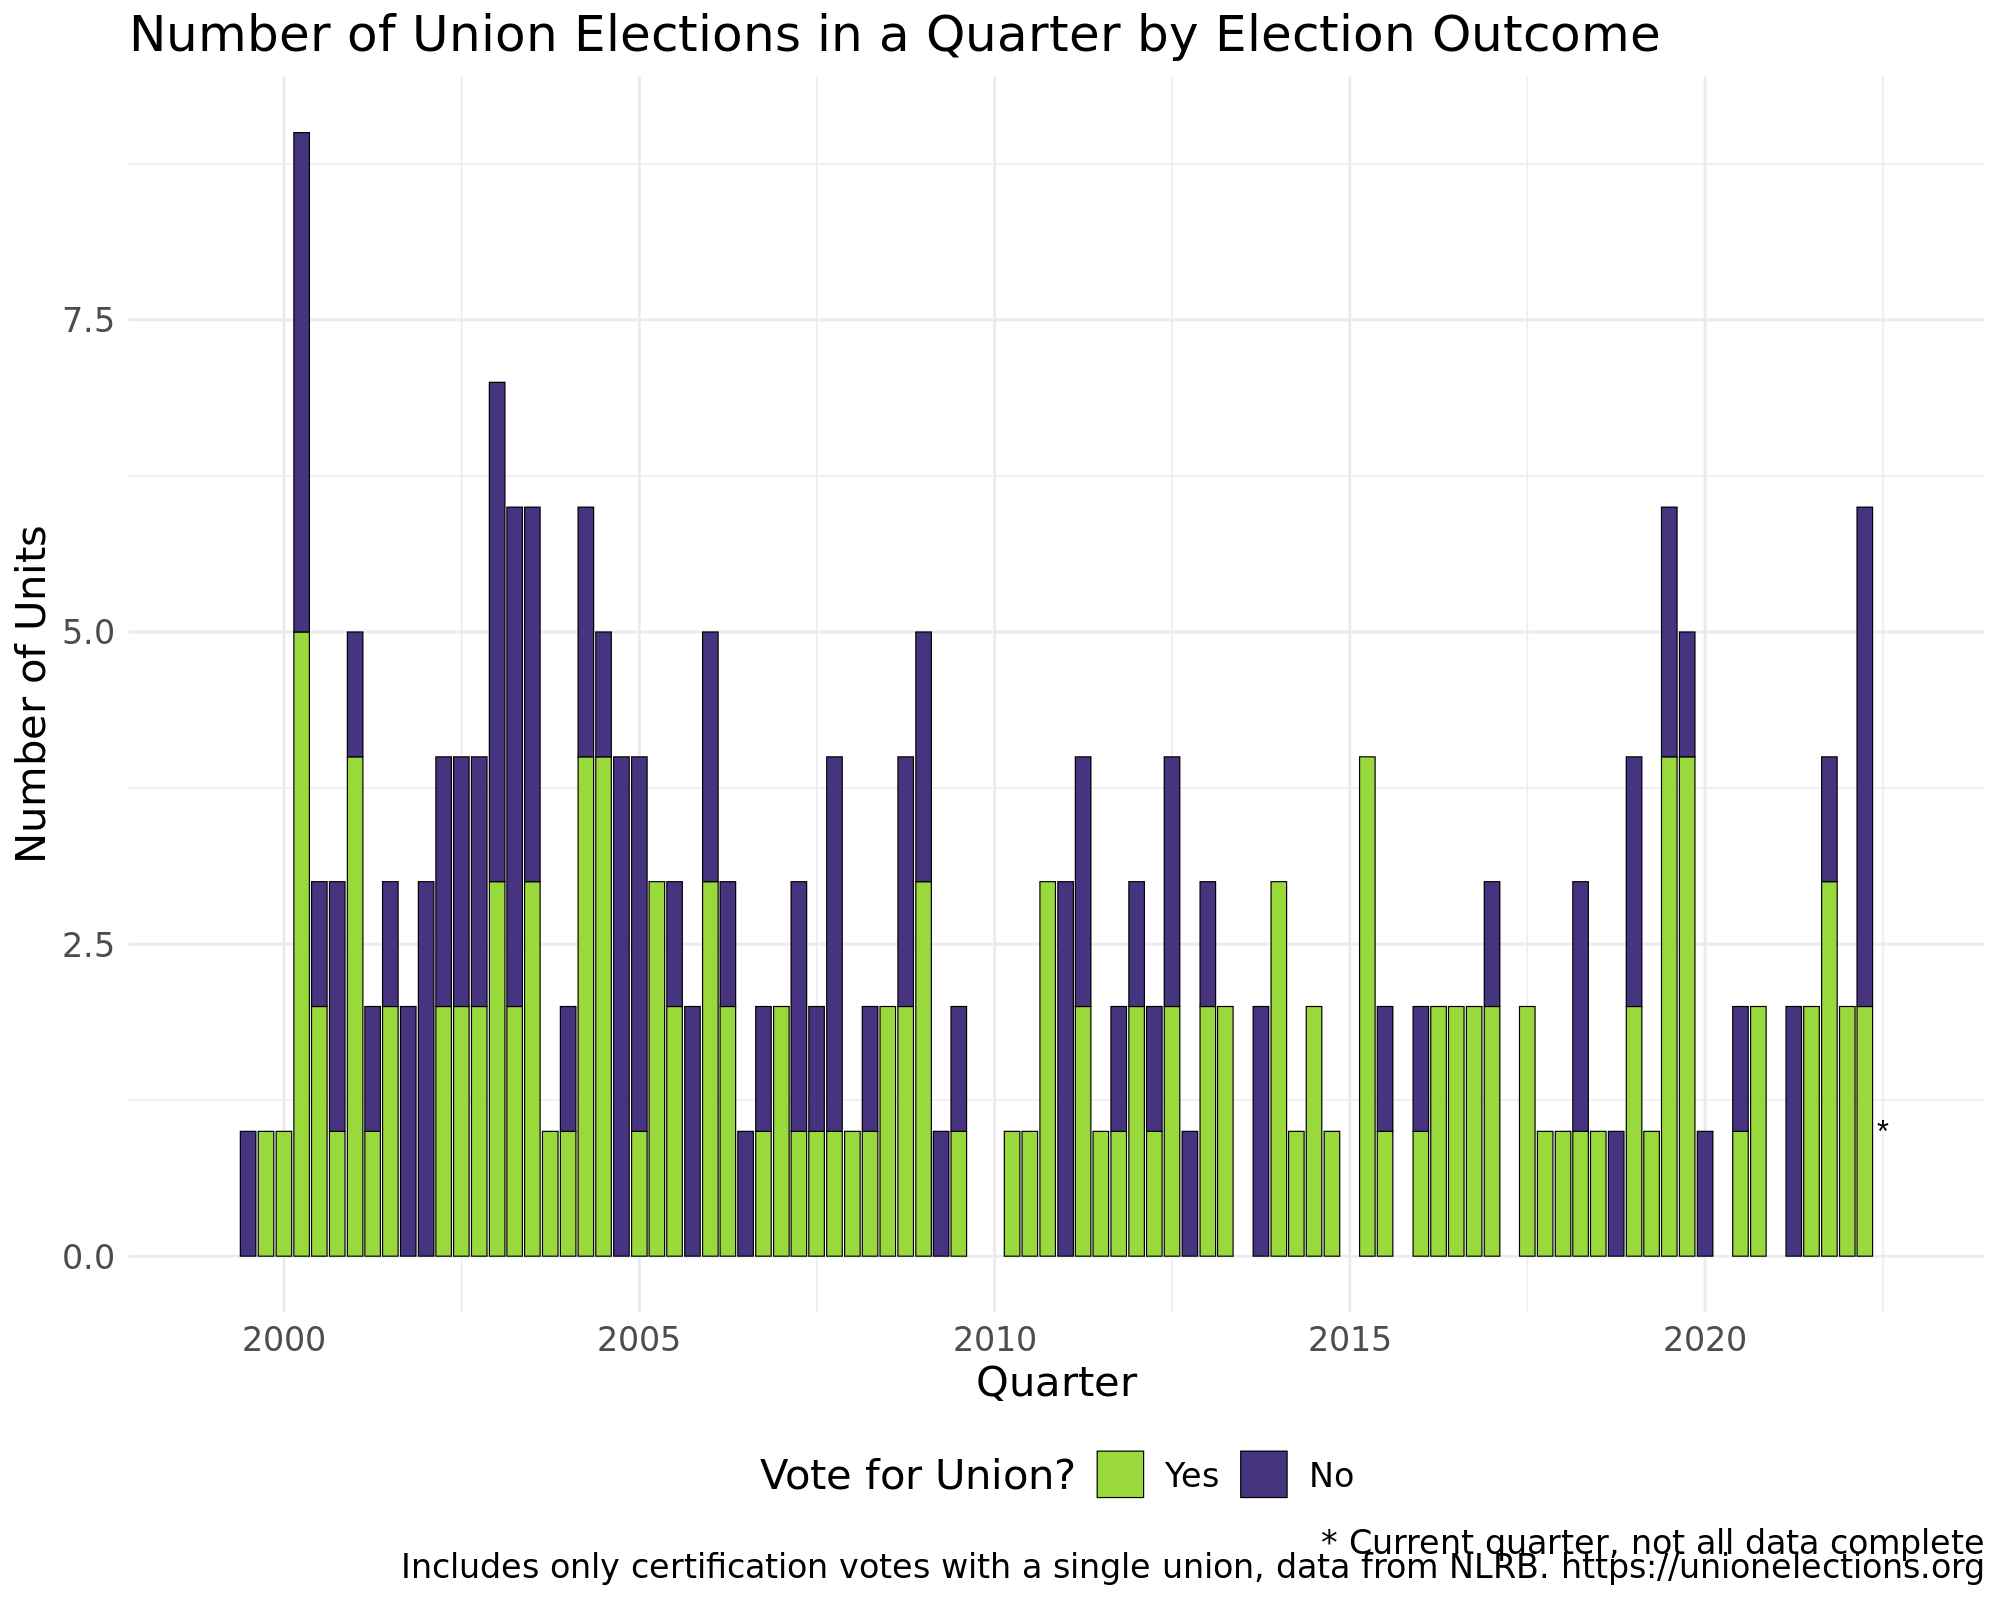 Number of Union Elections in a Quarter by Election Outcome
Number of Units
7.5
5.0
2.5
0.0
*
2000 2005 2010 2015 2020
Quarter
Vote for Union? Yes No
* Current quarter, not all data complete
Includes only certification votes with a single union, data from NLRB. https://unionelections.org